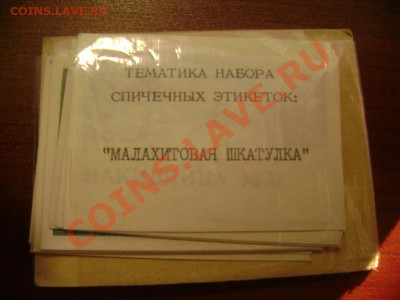 COINS.LAVE.RU
ТЕМАТИКА НАБОРА
СПИЧЕЧНЫХ ЭТИКЕТОК:
"МАЛАХИТОВАЯ ШКАТУЛКА"
COINS.LAVE.RU